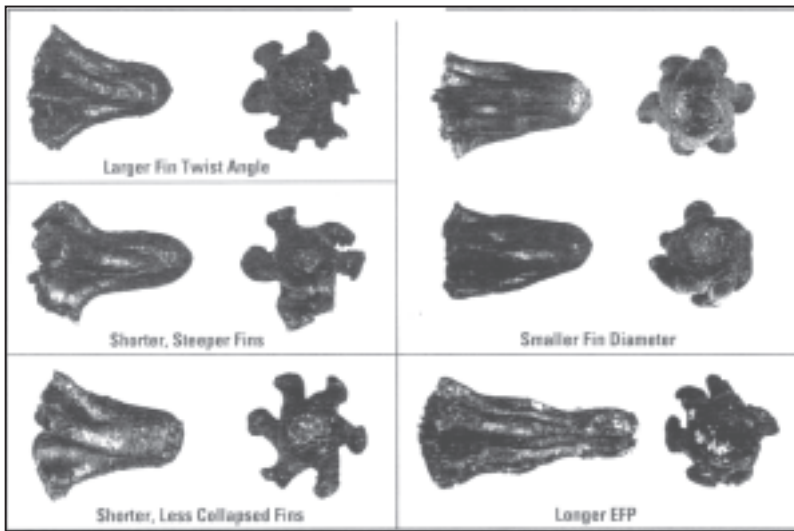 Larger Fin Twist Angle
Shorter, Steeper Fins
Smaller Fin Diameter
Shorter, Less Collapsed Fins
Longer EFP